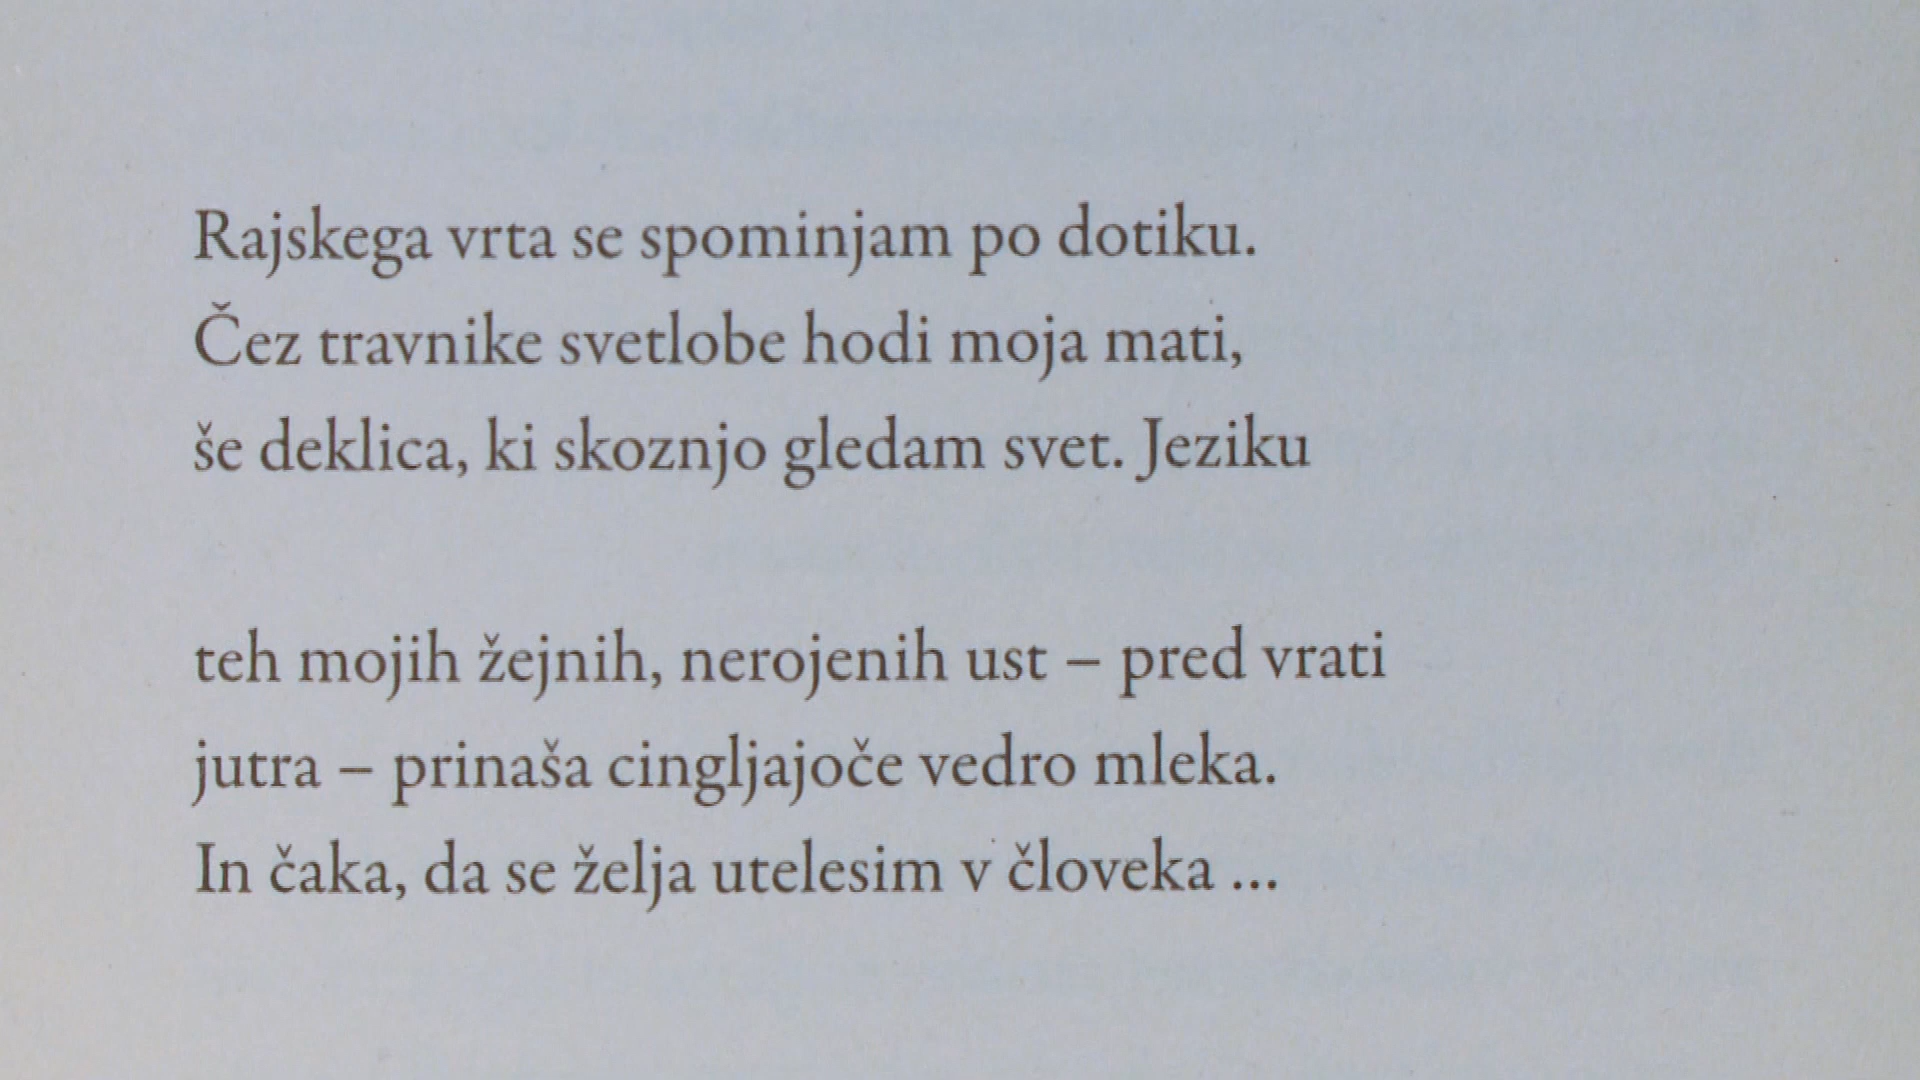 Rajskega vrta se spominjam po dotiku.
Čez travnike svetlobe hodi moja mati,
še deklica, ki skoznjo gledam svet. Jeziku
teh mojih žejnih, nerojenih ust – pred vrati
jutra – prinaša cingljajoče vedro mleka.
In čaka, da se želja utelesim v človeka ...